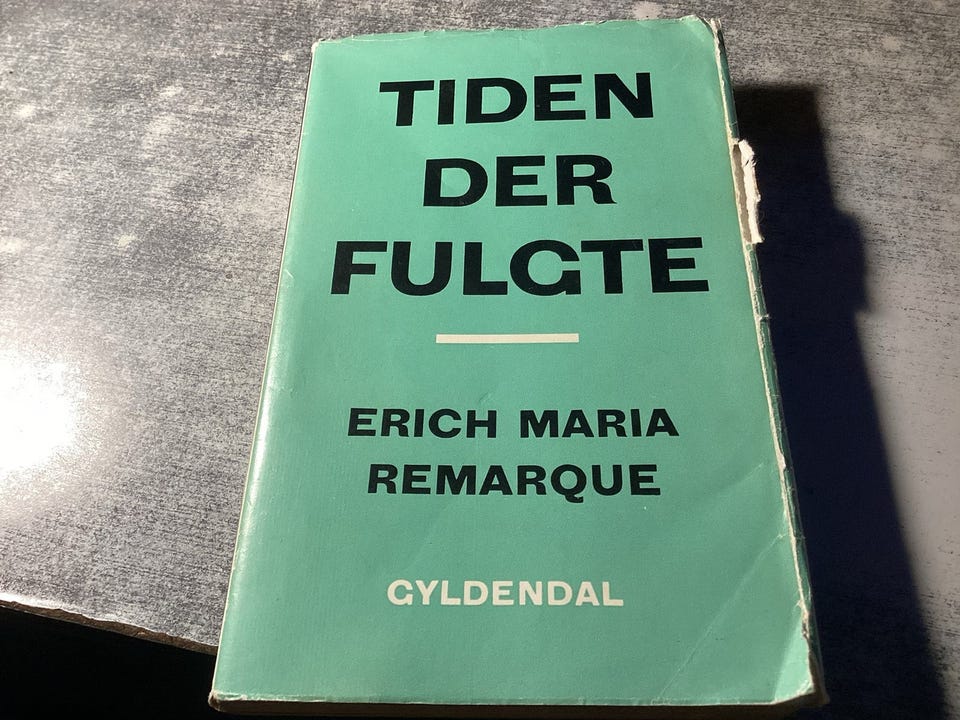 TIDEN
DER
FULGTE
ERICH MARIA
REMARQUE
GYLDENDAL